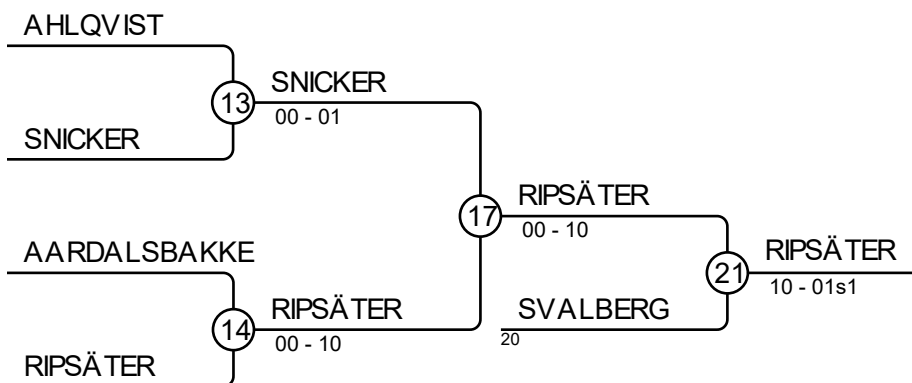 AHLQVIST
13
SNICKER
00 - 01
SNICKER
17
RIPSÄTER
00 - 10
AARDALSBAKKE
14
RIPSÄTER
00 - 10
RIPSÄTER
SVALBERG
20
21
RIPSÄTER
10 - 01s1